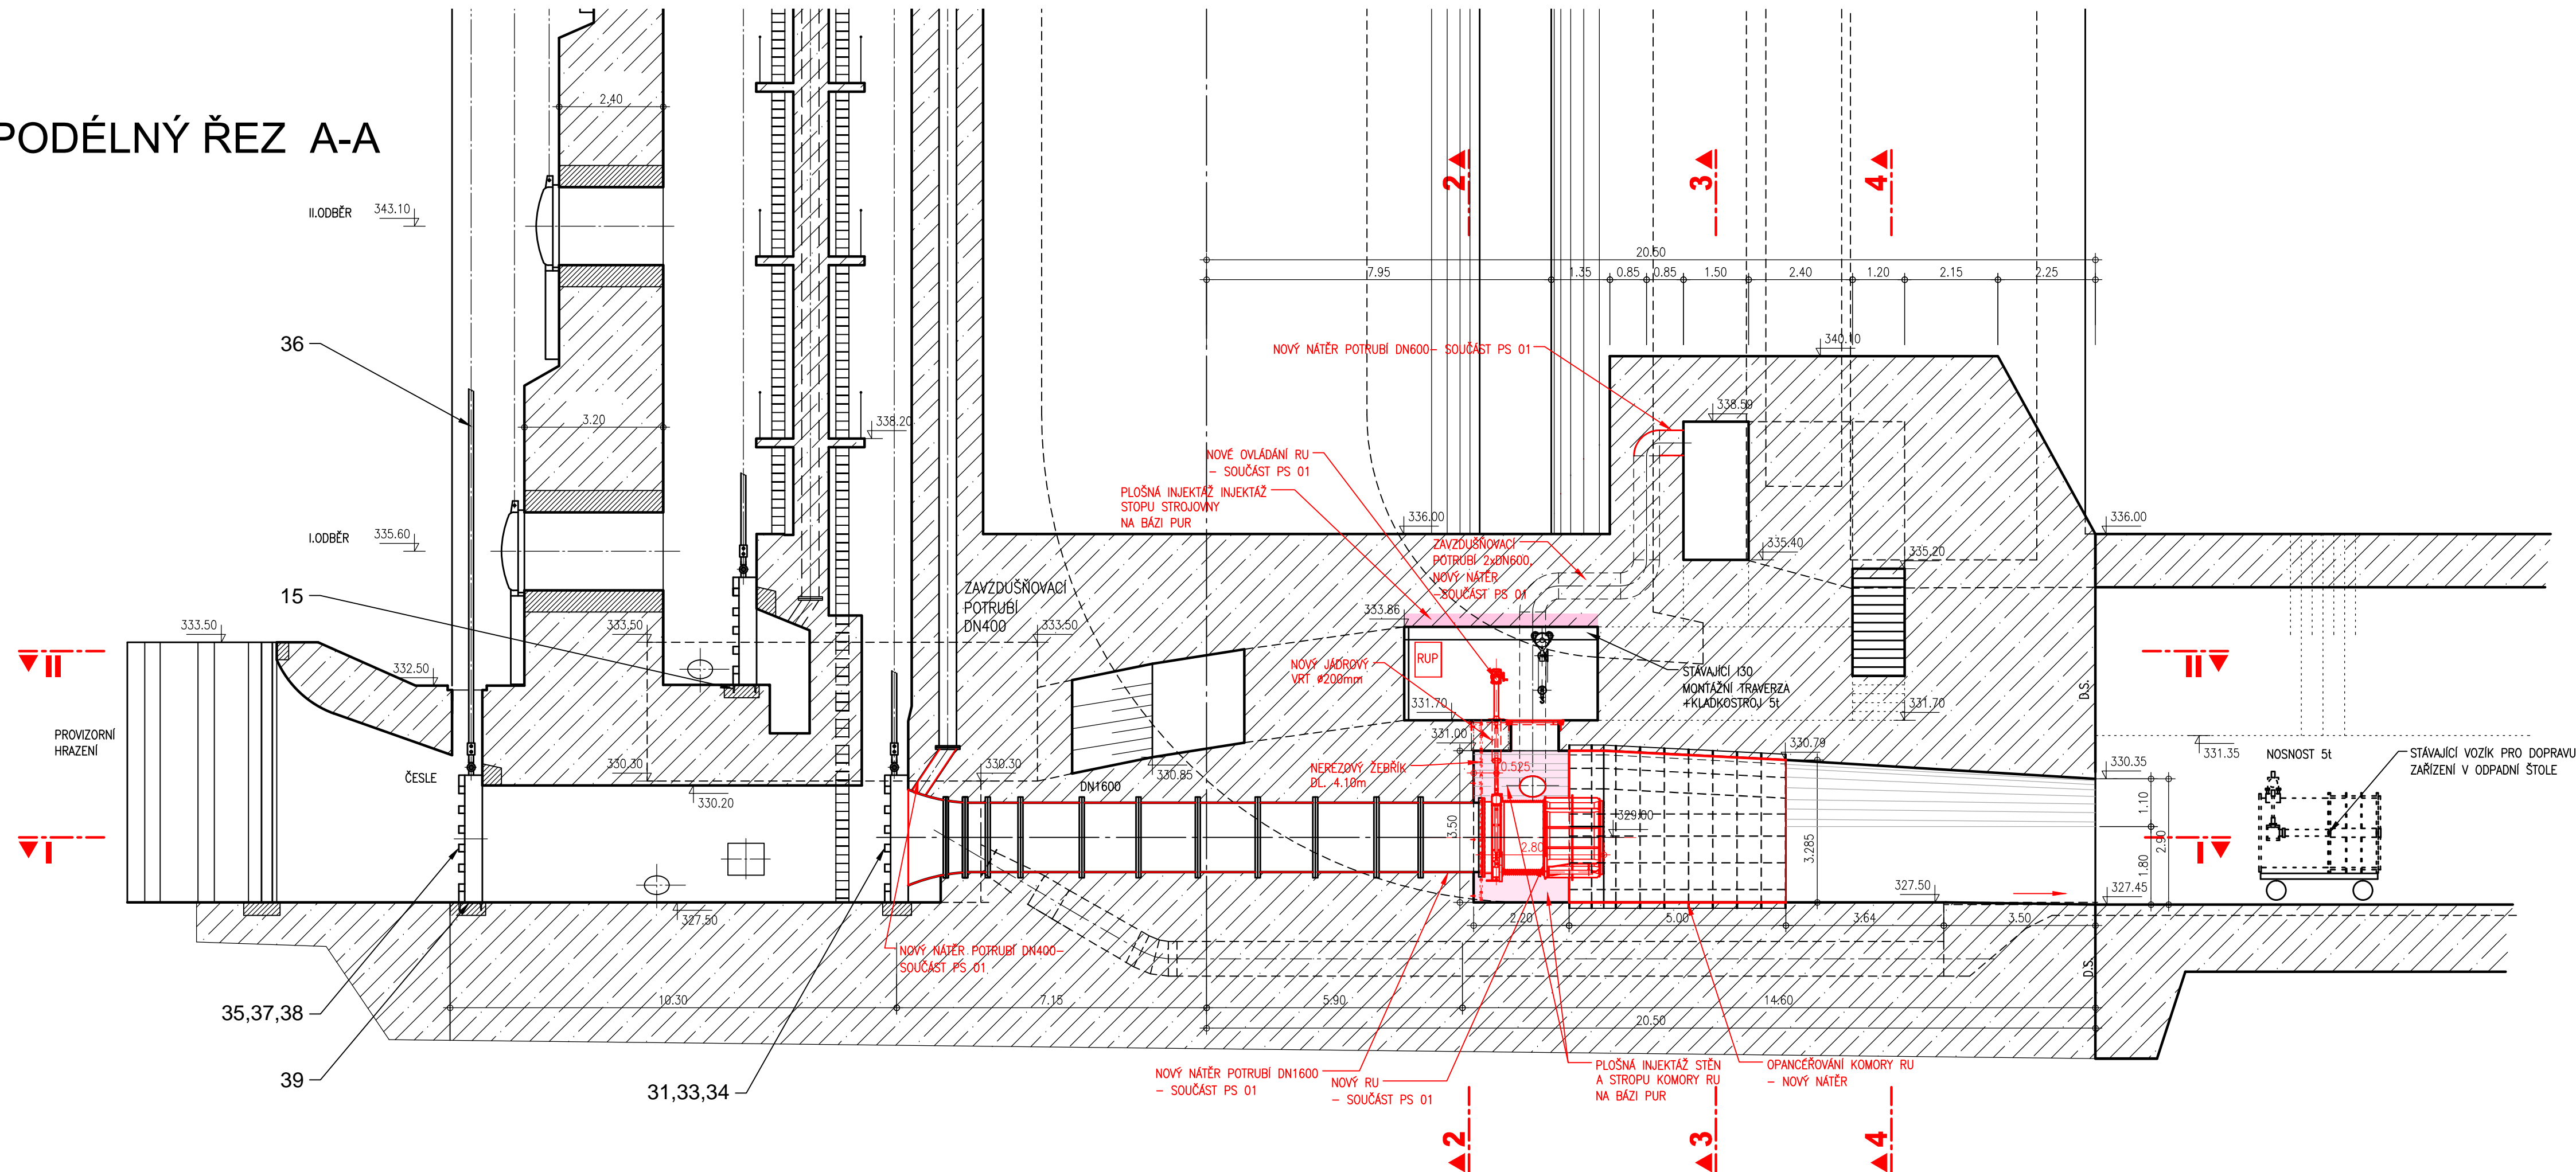 PODÉLNÝ ŘEZ A-A
2.40
II.ODBĚR 343.10
36
3.20
338.20
I.ODBĚR 335.60
15
333.50
II
332.50
333.50
333.50
ZAVZDUŠŇOVACÍ
POTRUBÍ
DN400
PROVIZORNÍ
HRAZENÍ
ČESLE
330.30
330.20
330.30
DN1600
330.85
I
327.50
35,37,38
39
31,33,34
10.30
7.15
5.90
14.60
20.50
NOVÝ NÁTĚR POTRUBÍ DN400-
SOUČÁST PS 01
NOVÝ NÁTĚR POTRUBÍ DN1600
- SOUČÁST PS 01
NOVÝ RU
- SOUČÁST PS 01
PLOŠNÁ INJEKTÁŽ STĚN
A STROPU KOMORY RU
NA BÁZI PUR
OPANCÉŘOVÁNÍ KOMORY RU
- NOVÝ NÁTĚR
2
3
4
20.50
7.95
1.35
0.85
0.85
1.50
2.40
1.20
2.15
2.25
NOVÝ NÁTĚR POTRUBÍ DN600- SOUČÁST PS 01
340.10
338.50
NOVÉ OVLÁDÁNÍ RU
- SOUČÁST PS 01
PLOŠNÁ INJEKTÁŽ INJEKTÁŽ
STOPU STROJOVNY
NA BÁZI PUR
336.00
ZAVZDUŠŇOVACÍ
POTRUBÍ 2xDN600,
NOVÝ NÁTĚR
-SOUČÁST PS 01
335.40
335.20
336.00
333.86
RUP
NOVÝ JÁDROVÝ
VRT ø200mm
STÁVAJÍCÍ I30
MONTÁŽNÍ TRAVERZA
+KLADKOSTROJ 5t
331.70
331.70
331.00
NEREZOVÝ ŽEBŘÍK
DL. 4.10m
0.525
330.79
3.50
2.80
329.00
3.285
327.50
2.20
5.00
3.64
3.50
D.S.
D.S.
II
331.35
330.35
1.10
2.90
1.80
327.45
I
NOSNOST 5t
STÁVAJÍCÍ VOZÍK PRO DOPRAVU
ZAŘÍZENÍ V ODPADNÍ ŠTOLE
2
3
4